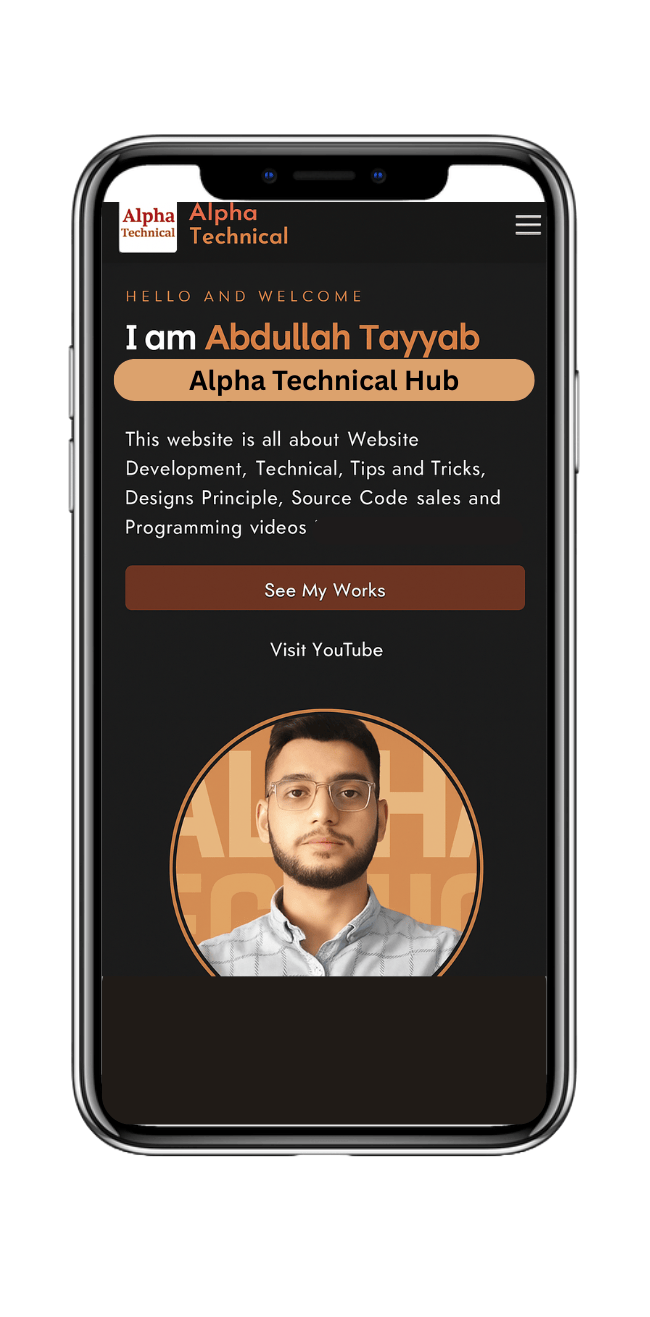 Alpha
Technical
Alpha
Technical
HELLO AND WELCOME
I am Abdullah Tayyab
Alpha Technical Hub
This website is all about Website
Development, Technical, Tips and Tricks,
Designs Principle, Source Code sales and
Programming videos
See My Works
Visit YouTube